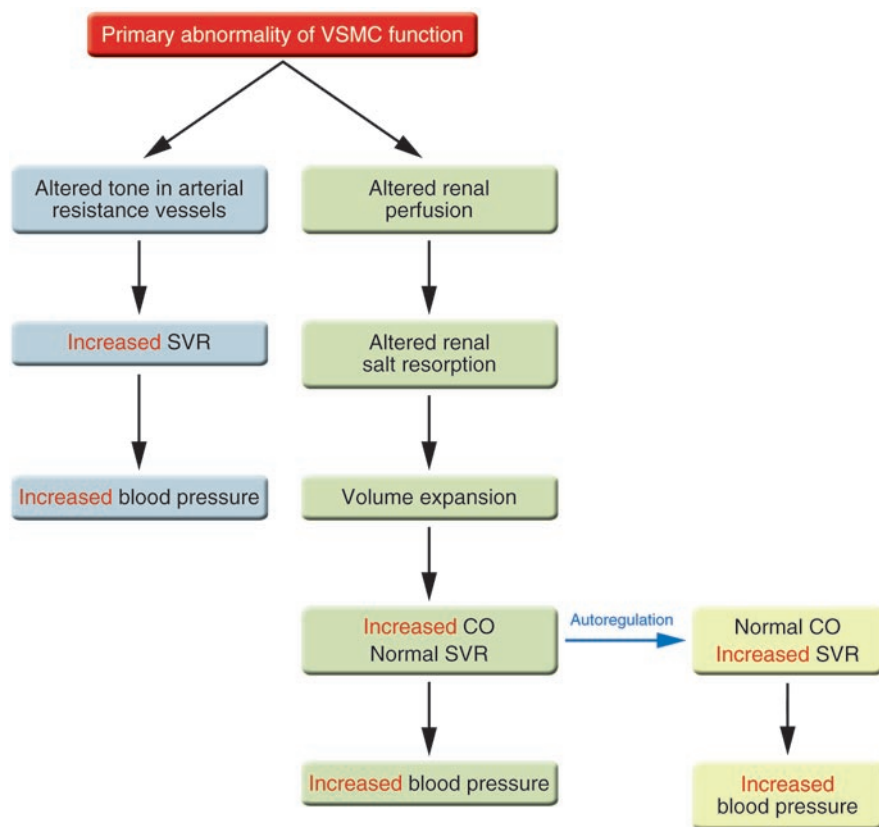 Primary abnormality of VSMC function
Altered tone in arterial
resistance vessels
Altered renal
perfusion
Increased SVR
Altered renal
salt resorption
Increased blood pressure
Volume expansion
Increased CO
Normal SVR
Autoregulation
Normal CO
Increased SVR
Increased blood pressure
Increased
blood pressure